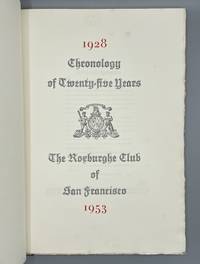 1928
Chronology
of Twenty-five Years
The Roxburghe Club
of
San Francisco
1953